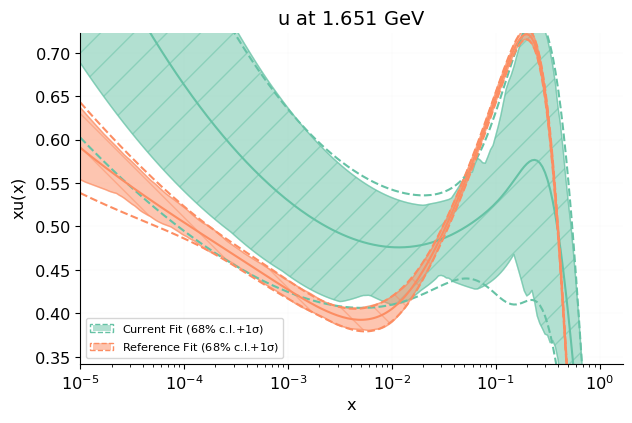 u at 1.651 GeV
xu(x)
0.70
0.65
0.60
0.55
0.50
0.45
0.40
0.35
Current Fit (68% c.l.+1σ)
Reference Fit (68% c.l.+1σ)
10⁻⁵ 10⁻⁴ 10⁻³ 10⁻² 10⁻¹ 10⁰
x